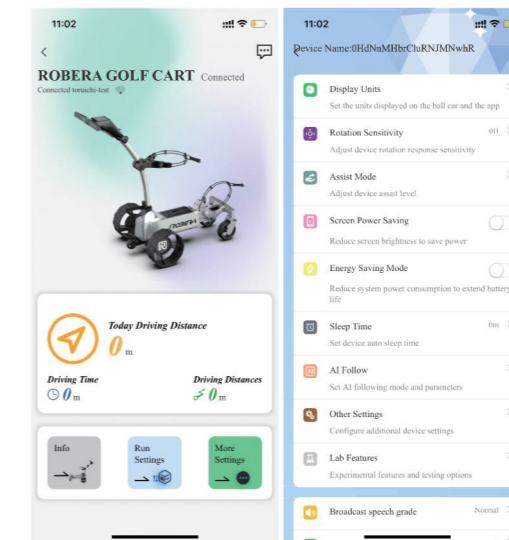 11:02
ROBERA GOLF CART Connected
Connected toruichi-test
ROBERA
Today Driving Distance
0 m
Driving Time
0 m
Driving Distances
0 m
Info
Run
Settings
More
Settings
11:02
Device Name:0HdNnMHbrCluRNJMNwhR
Display Units
Set the units displayed on the ball car and the app
Rotation Sensitivity
Adjust device rotation response sensitivity
Assist Mode
Adjust device assist level
Screen Power Saving
Reduce screen brightness to save power
Energy Saving Mode
Reduce system power consumption to extend battery
life
Sleep Time
0m
Set device auto sleep time
AI Follow
Set AI following mode and parameters
Other Settings
Configure additional device settings
Lab Features
Experimental features and testing options
Broadcast speech grade
Normal